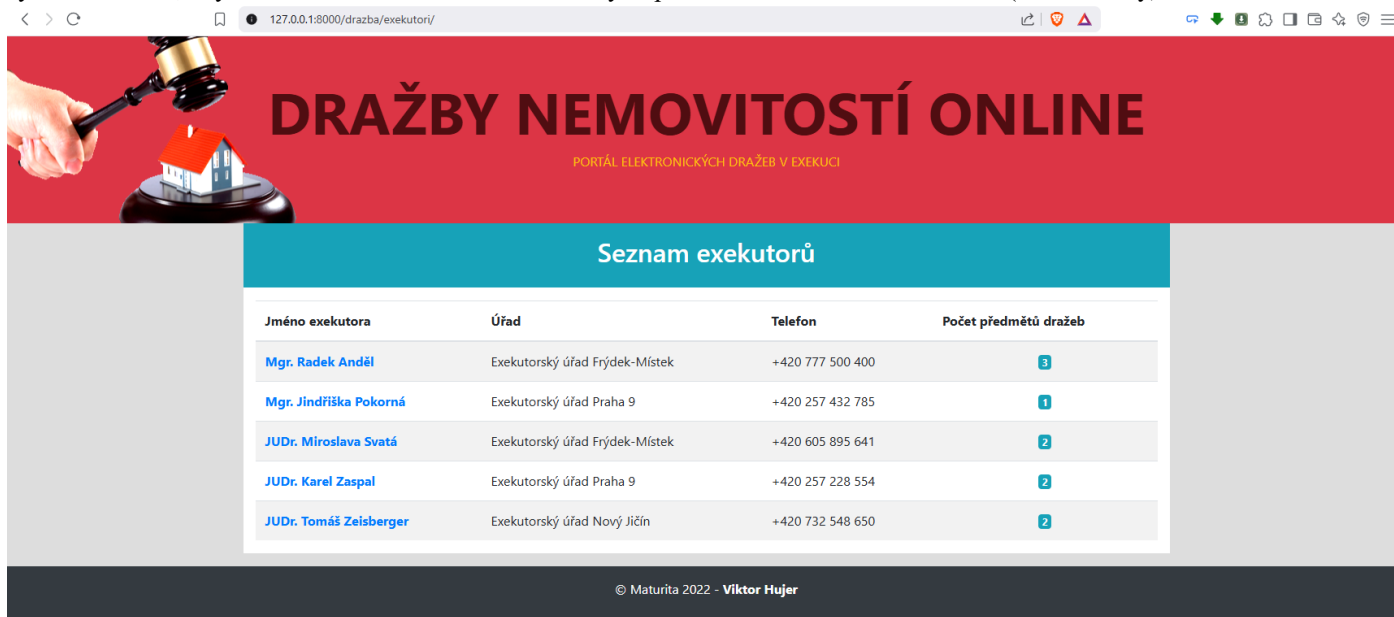 127.0.0.1:8000/drazba/exekutori/
DRAŽBY NEMOVITOSTÍ ONLINE
PORTÁL ELEKTRONICKÝCH DRAŽEB V EXEKUCI
Seznam exekutorů
Jméno exekutora Úřad Telefon Počet předmětů dražeb
Mgr. Radek Anděl Exekutorský úřad Frýdek-Místek +420 777 500 400 3
Mgr. Jindřiška Pokorná Exekutorský úřad Praha 9 +420 257 432 785 1
JUDr. Miroslava Svatá Exekutorský úřad Frýdek-Místek +420 605 895 641 2
JUDr. Karel Zaspal Exekutorský úřad Praha 9 +420 257 228 554 2
JUDr. Tomáš Zeisberger Exekutorský úřad Nový Jičín +420 732 548 650 2
© Maturita 2022 - Viktor Hujer